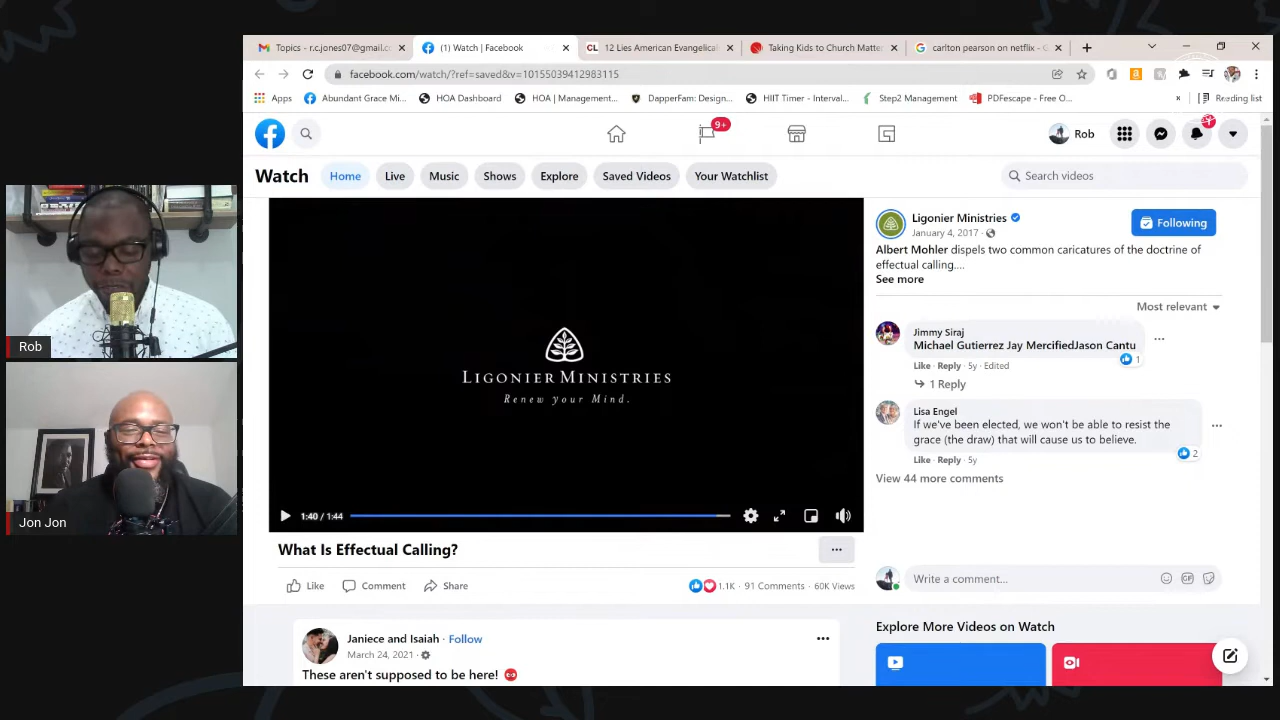 Topics - r.c.jones07@gmail.c
(1) Watch | Facebook
12 Lies American Evangelical
Taking Kids to Church Matte
carlton pearson on netflix - G
facebook.com/watch/?ref=saved&v=10155039412983115
Apps
Abundant Grace Mi...
HOA Dashboard
HOA | Management...
DapperFam: Design...
HIIT Timer - Interval...
Step2 Management
PDFescape - Free O...
Reading list
9+
Rob
Watch
Home
Live
Music
Shows
Explore
Saved Videos
Your Watchlist
Search videos
LIGONIER MINISTRIES
Renew your Mind.
1:40 / 1:44
What Is Effectual Calling?
Like
Comment
Share
1.1K · 91 Comments · 60K Views
Janiece and Isaiah · Follow
March 24, 2021 ·
These aren't supposed to be here!
Ligonier Ministries
January 4, 2017 ·
Following
Albert Mohler dispels two common caricatures of the doctrine of
effectual calling....
See more
Most relevant
Jimmy Siraj
Michael Gutierrez Jay MercifiedJason Cantu
1
Like · Reply · 5y · Edited
1 Reply
Lisa Engel
If we've been elected, we won't be able to resist the
grace (the draw) that will cause us to believe.
2
Like · Reply · 5y
View 44 more comments
Write a comment...
GIF
Explore More Videos on Watch
Rob
Jon Jon